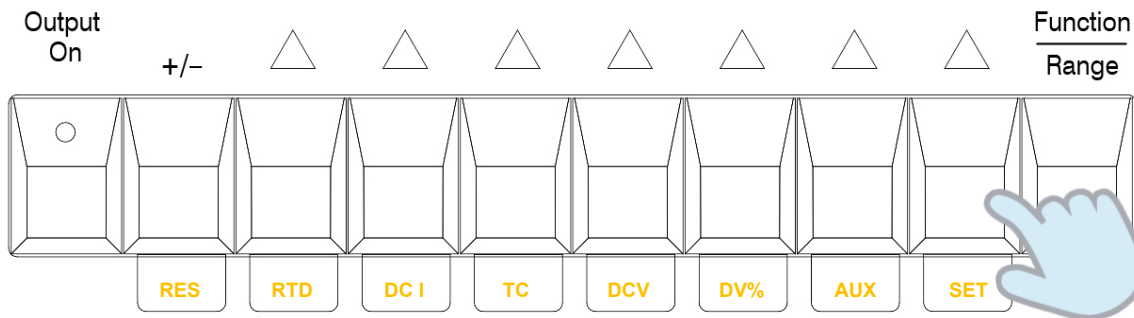 Output
On
+/–
Function
Range
RES
RTD
DC I
TC
DCV
DV%
AUX
SET